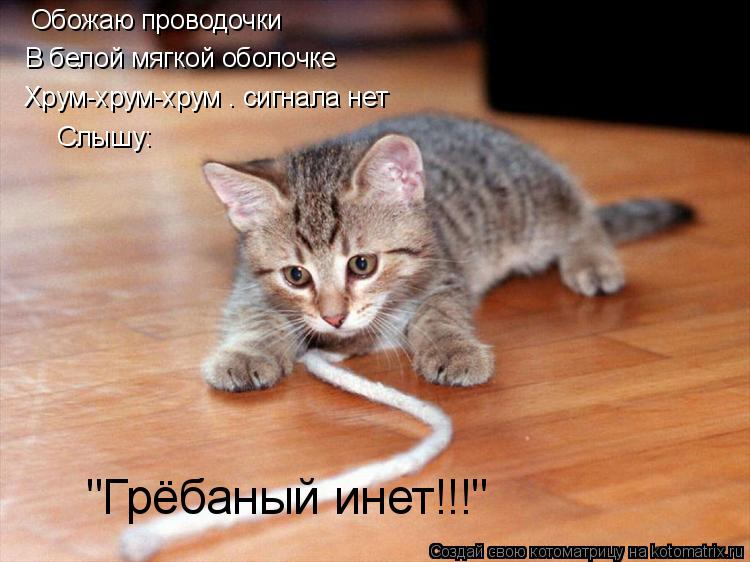 Обожаю проводочки
В белой мягкой оболочке
Хрум-хрум-хрум . сигнала нет
Слышу:
"Грёбаный инет!!!"
Создай свою котоматрицу на kotomatrix.ru